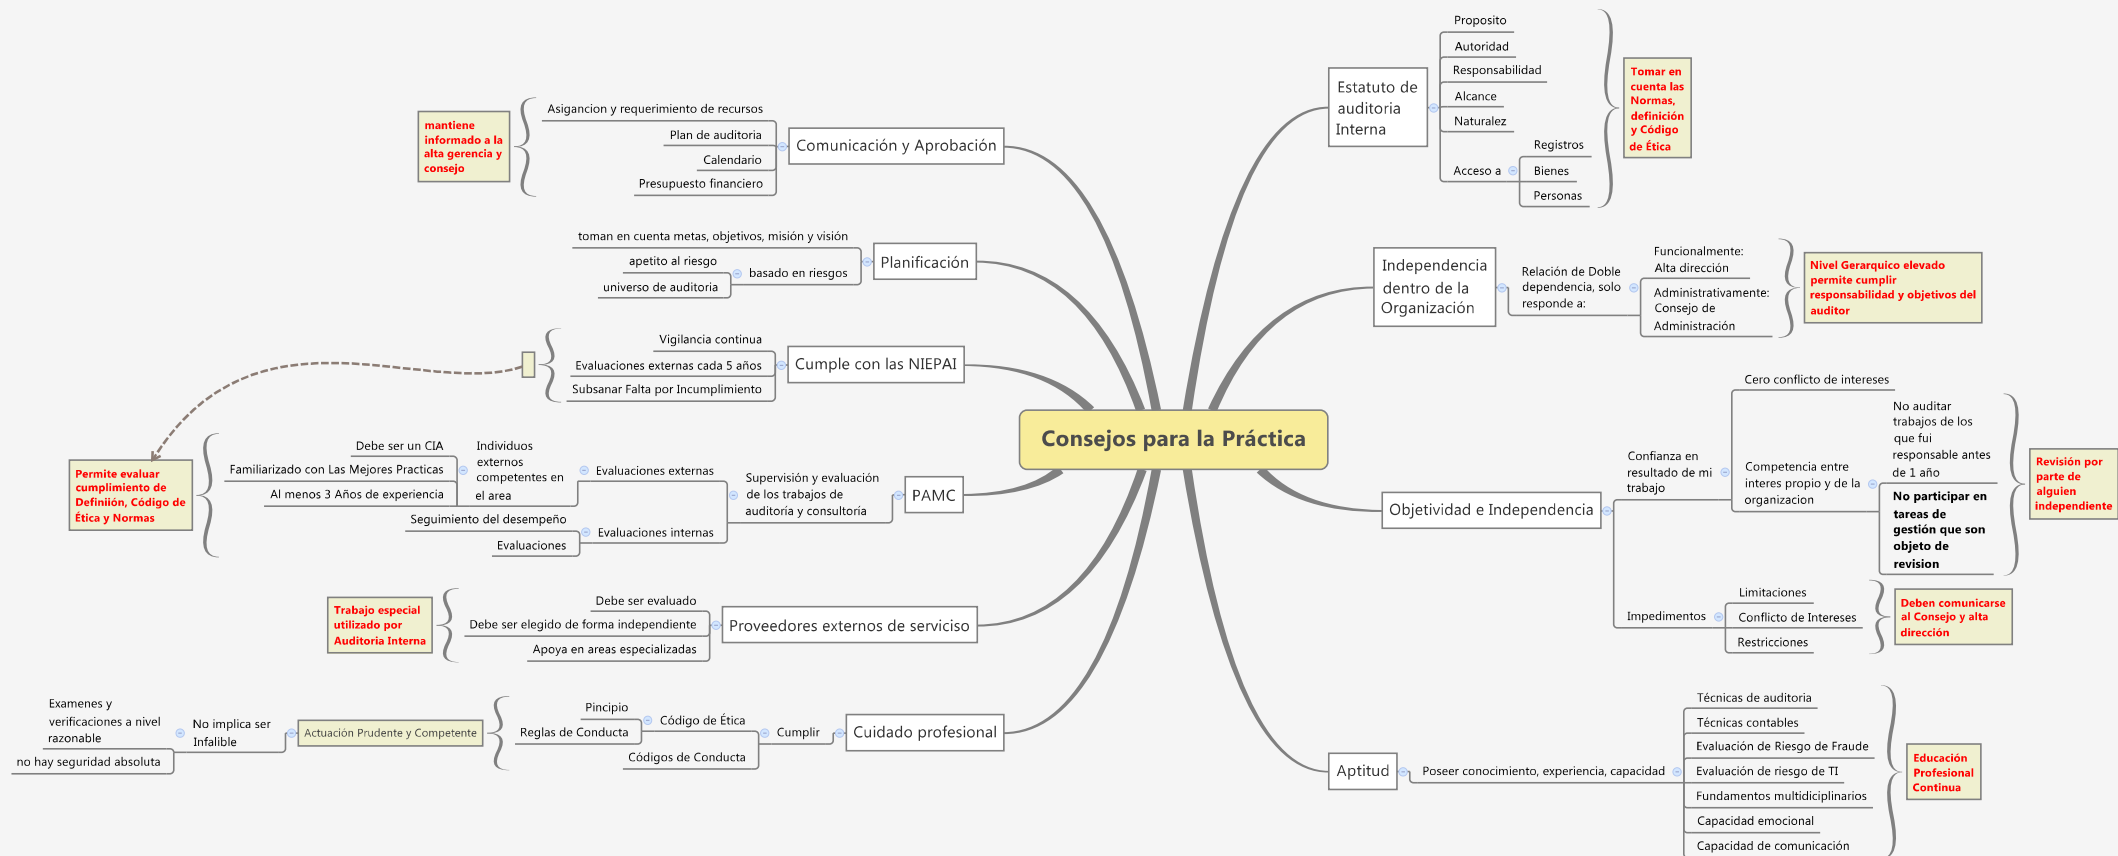 Consejos para la Práctica
Estatuto de
auditoria
Interna
Proposito
Autoridad
Responsabilidad
Alcance
Naturalez
Acceso a
Registros
Bienes
Personas
Tomar en
cuenta las
Normas,
definición
y Código
de Ética
Independencia
dentro de la
Organización
Relación de Doble
dependencia, solo
responde a:
Funcionalmente:
Alta dirección
Administrativamente:
Consejo de
Administración
Nivel Gerarquico elevado
permite cumplir
responsabilidad y objetivos del
auditor
Objetividad e Independencia
Confianza en
resultado de mi
trabajo
Cero conflicto de intereses
Competencia entre
interes propio y de la
organizacion
No auditar
trabajos de los
que fui
responsable antes
de 1 año
No participar en
tareas de
gestión que son
objeto de
revision
Revisión por
parte de
alguien
independiente
Impedimentos
Limitaciones
Conflicto de Intereses
Restricciones
Deben comunicarse
al Consejo y alta
dirección
Aptitud
Poseer conocimiento, experiencia, capacidad
Técnicas de auditoria
Técnicas contables
Evaluación de Riesgo de Fraude
Evaluación de riesgo de TI
Fundamentos multidiciplinarios
Capacidad emocional
Capacidad de comunicación
Educación
Profesional
Continua
Comunicación y Aprobación
Asigancion y requerimiento de recursos
Plan de auditoria
Calendario
Presupuesto financiero
mantiene
informado a la
alta gerencia y
consejo
Planificación
toman en cuenta metas, objetivos, misión y visión
basado en riesgos
apetito al riesgo
universo de auditoria
Cumple con las NIEPAI
Vigilancia continua
Evaluaciones externas cada 5 años
Subsanar Falta por Incumplimiento
PAMC
Supervisión y evaluación
de los trabajos de
auditoría y consultoría
Evaluaciones externas
Individuos
externos
competentes en
el area
Debe ser un CIA
Familiarizado con Las Mejores Practicas
Al menos 3 Años de experiencia
Evaluaciones internas
Seguimiento del desempeño
Evaluaciones
Permite evaluar
cumplimiento de
Definiión, Código de
Ética y Normas
Proveedores externos de serviciso
Debe ser evaluado
Debe ser elegido de forma independiente
Apoya en areas especializadas
Trabajo especial
utilizado por
Auditoria Interna
Cuidado profesional
Cumplir
Código de Ética
Pincipio
Reglas de Conducta
Códigos de Conducta
Actuación Prudente y Competente
No implica ser
Infalible
Examenes y
verificaciones a nivel
razonable
no hay seguridad absoluta